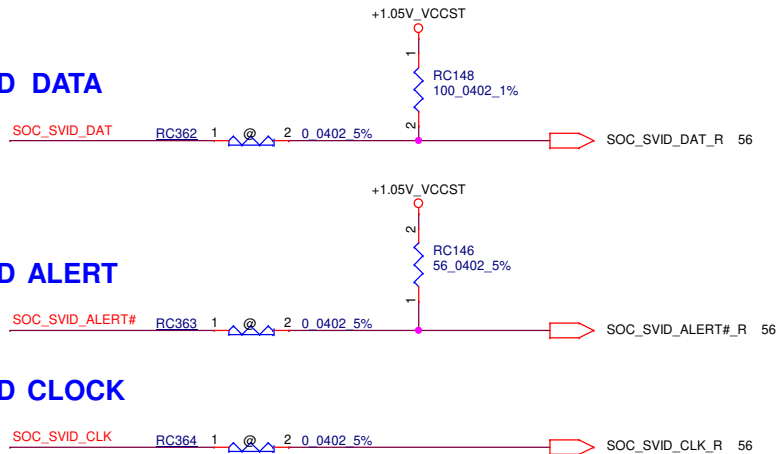 +1.05V_VCCST
1
RC148
100_0402_1%
2
D DATA
SOC_SVID_DAT RC362 1 @ 2 0_0402_5% SOC_SVID_DAT_R 56
+1.05V_VCCST
2
RC146
56_0402_5%
1
D ALERT
SOC_SVID_ALERT# RC363 1 @ 2 0_0402_5% SOC_SVID_ALERT#_R 56
D CLOCK
SOC_SVID_CLK RC364 1 @ 2 0_0402_5% SOC_SVID_CLK_R 56